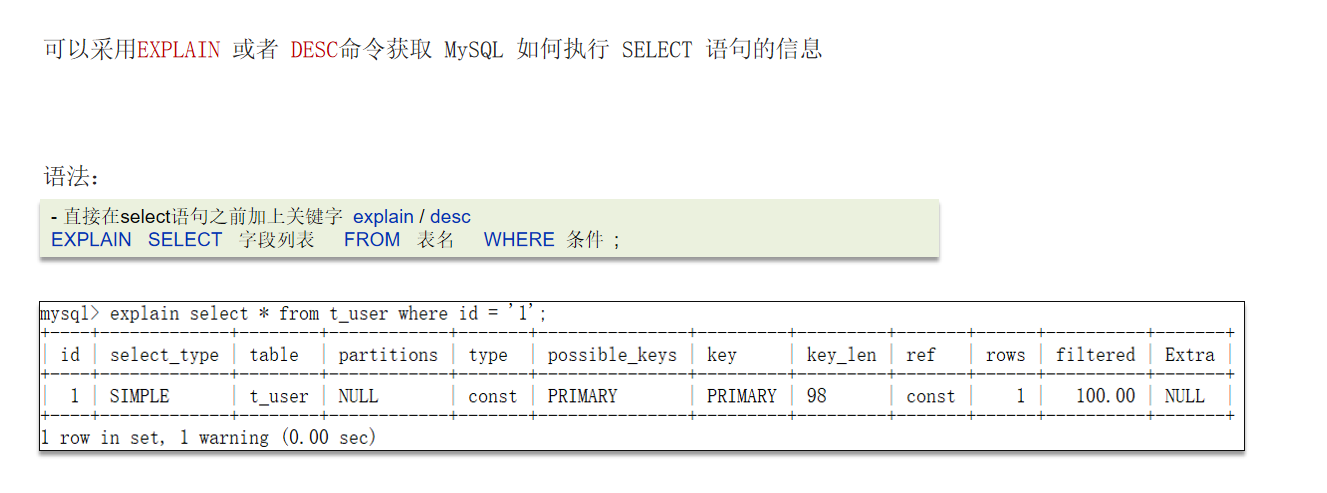 可以采用EXPLAIN 或者 DESC命令获取 MySQL 如何执行 SELECT 语句的信息
语法：
- 直接在select语句之前加上关键字 explain / desc
EXPLAIN SELECT 字段列表 FROM 表名 WHERE 条件 ;
mysql> explain select * from t_user where id = '1';
+----+-------------+--------+------------+-------+---------------+---------+---------+-------+------+----------+-------+
| id | select_type | table | partitions | type | possible_keys | key | key_len | ref | rows | filtered | Extra |
+----+-------------+--------+------------+-------+---------------+---------+---------+-------+------+----------+-------+
| 1 | SIMPLE | t_user | NULL | const | PRIMARY | PRIMARY | 98 | const | 1 | 100.00 | NULL |
+----+-------------+--------+------------+-------+---------------+---------+---------+-------+------+----------+-------+
1 row in set, 1 warning (0.00 sec)